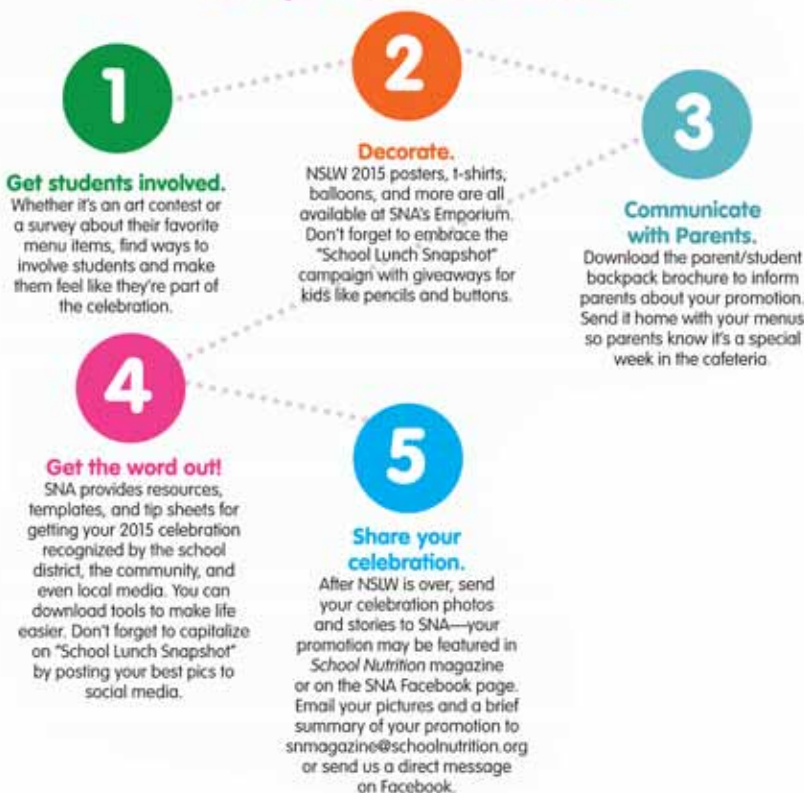 1
Get students involved.
Whether it's an art contest or
a survey about their favorite
menu items, find ways to
involve students and make
them feel like they're part of
the celebration.
2
Decorate.
NSLW 2015 posters, t-shirts,
balloons, and more are all
available at SNA's Emporium.
Don't forget to embrace the
"School Lunch Snapshot"
campaign with giveaways for
kids like pencils and buttons.
3
Communicate
with Parents.
Download the parent/student
backpack brochure to inform
parents about your promotion.
Send it home with your menus
so parents know it's a special
week in the cafeteria.
4
Get the word out!
SNA provides resources,
templates, and tip sheets for
getting your 2015 celebration
recognized by the school
district, the community, and
even local media. You can
download tools to make life
easier. Don't forget to capitalize
on "School Lunch Snapshot"
by posting your best pics to
social media.
5
Share your
celebration.
After NSLW is over, send
your celebration photos
and stories to SNA—your
promotion may be featured in
School Nutrition magazine
or on the SNA Facebook page.
Email your pictures and a brief
summary of your promotion to
snmagazine@schoolnutrition.org
or send us a direct message
on Facebook.